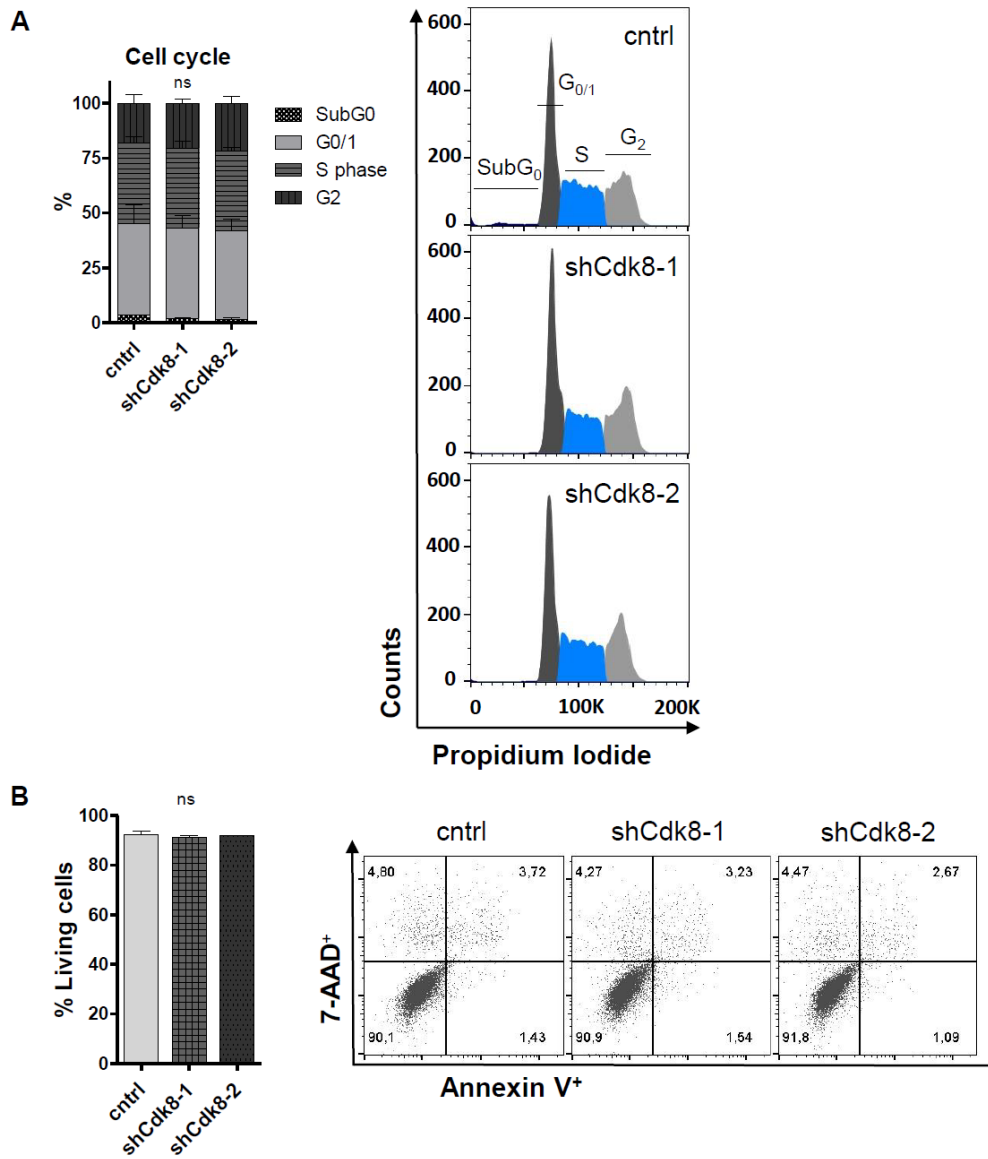 A
Cell cycle
ns
100
75
50
25
0
%
cntrl
shCdk8-1
shCdk8-2
SubG0
G0/1
S phase
G2
600
400
200
0
cntrl
G0/1
SubG0
S
G2
600
400
200
0
shCdk8-1
600
400
200
0
shCdk8-2
0 100K 200K
Counts
Propidium Iodide
B
ns
100
80
60
40
20
0
% Living cells
cntrl
shCdk8-1
shCdk8-2
cntrl shCdk8-1 shCdk8-2
4,80 3,72 4,27 3,23 4,47 2,67
90,1 1,43 90,9 1,54 91,8 1,09
7-AAD+
Annexin V+